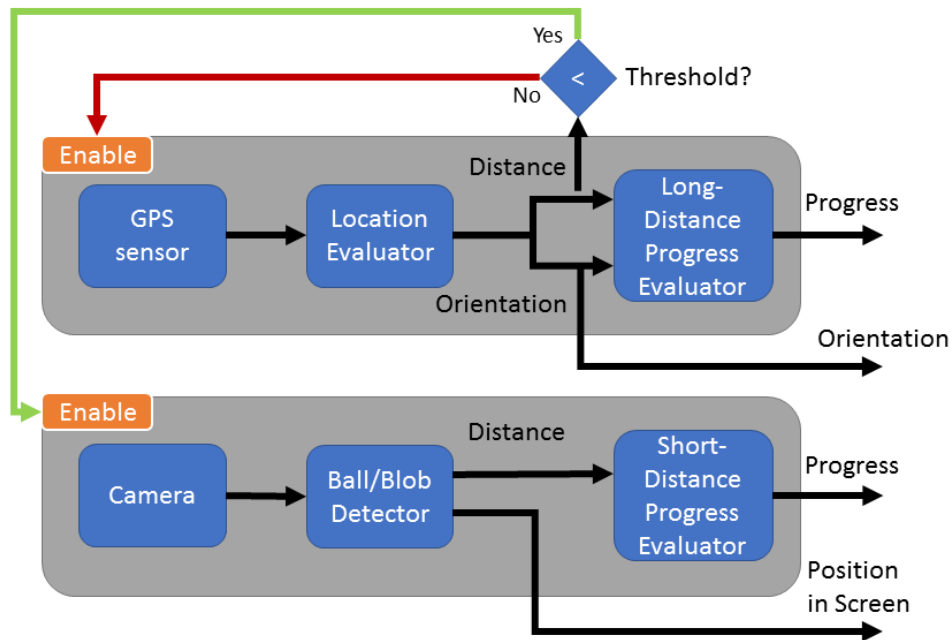 Yes
<
Threshold?
No
Enable
Distance
GPS
sensor
Location
Evaluator
Long-
Distance
Progress
Evaluator
Progress
Orientation
Orientation
Enable
Distance
Camera
Ball/Blob
Detector
Short-
Distance
Progress
Evaluator
Progress
Position
in Screen